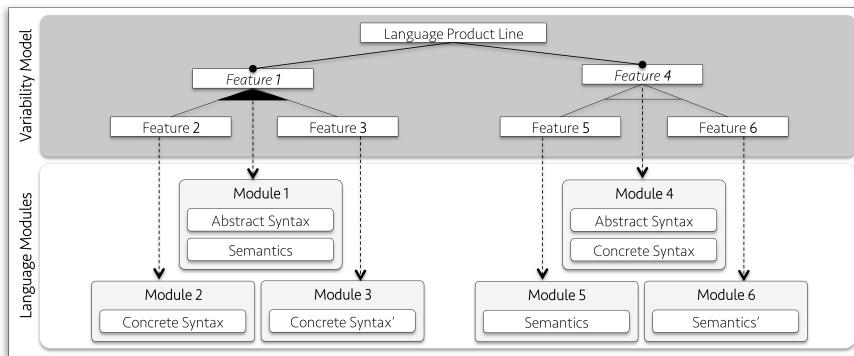 Variability Model
Language Product Line
Feature 1
Feature 4
Feature 2
Feature 3
Feature 5
Feature 6
Language Modules
Module 1
Abstract Syntax
Semantics
Module 4
Abstract Syntax
Concrete Syntax
Module 2
Concrete Syntax
Module 3
Concrete Syntax’
Module 5
Semantics
Module 6
Semantics’